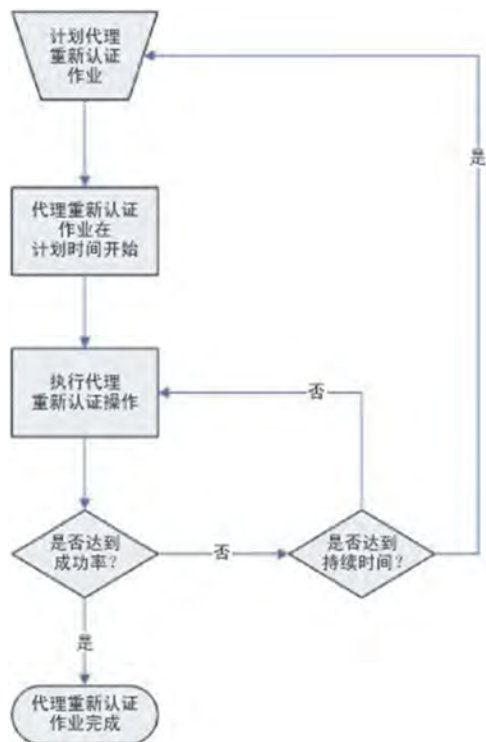 计划代理
重新认证
作业
是
代理重新认证
作业在
计划时间开始
执行代理
重新认证操作
否
是否达到
成功率？
否
是否达到
持续时间？
是
代理重新认证
作业完成